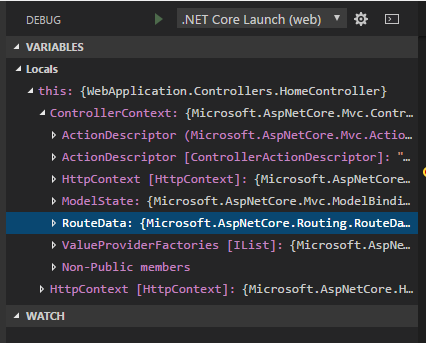 DEBUG .NET Core Launch (web)
VARIABLES
Locals
this: {WebApplication.Controllers.HomeController}
ControllerContext: {Microsoft.AspNetCore.Mvc.Contr…
ActionDescriptor (Microsoft.AspNetCore.Mvc.Actio…
ActionDescriptor [ControllerActionDescriptor]: "…
HttpContext [HttpContext]: {Microsoft.AspNetCore…
ModelState: {Microsoft.AspNetCore.Mvc.ModelBindi…
RouteData: {Microsoft.AspNetCore.Routing.RouteDa…
ValueProviderFactories [IList]: {Microsoft.AspNe…
Non-Public members
HttpContext [HttpContext]: {Microsoft.AspNetCore.H…
WATCH